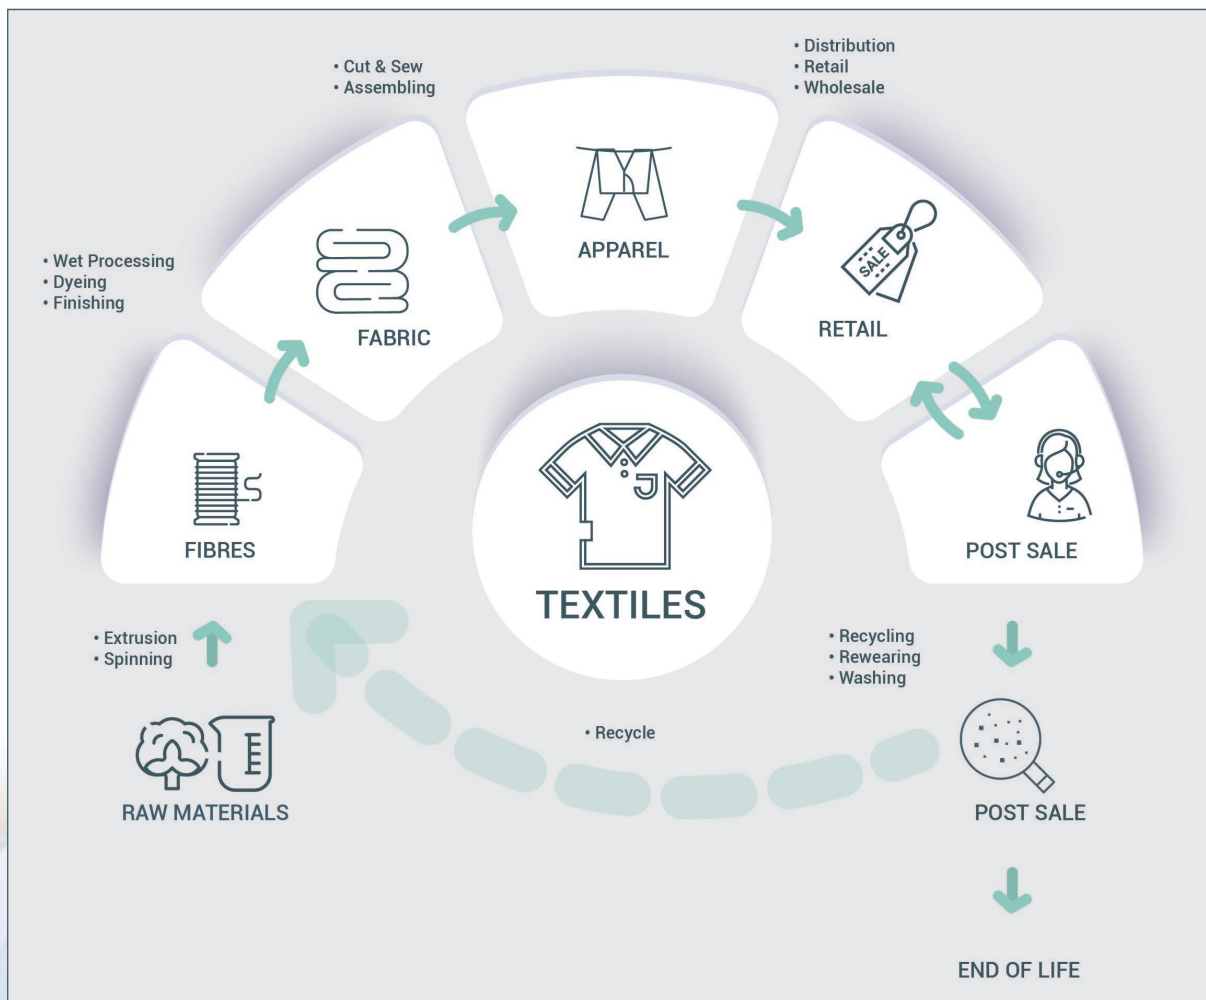 • Cut & Sew
• Assembling
• Distribution
• Retail
• Wholesale
APPAREL
SALE
RETAIL
FABRIC
• Wet Processing
• Dyeing
• Finishing
FIBRES
J
TEXTILES
POST SALE
• Extrusion
• Spinning
RAW MATERIALS
• Recycling
• Rewearing
• Washing
• Recycle
POST SALE
END OF LIFE